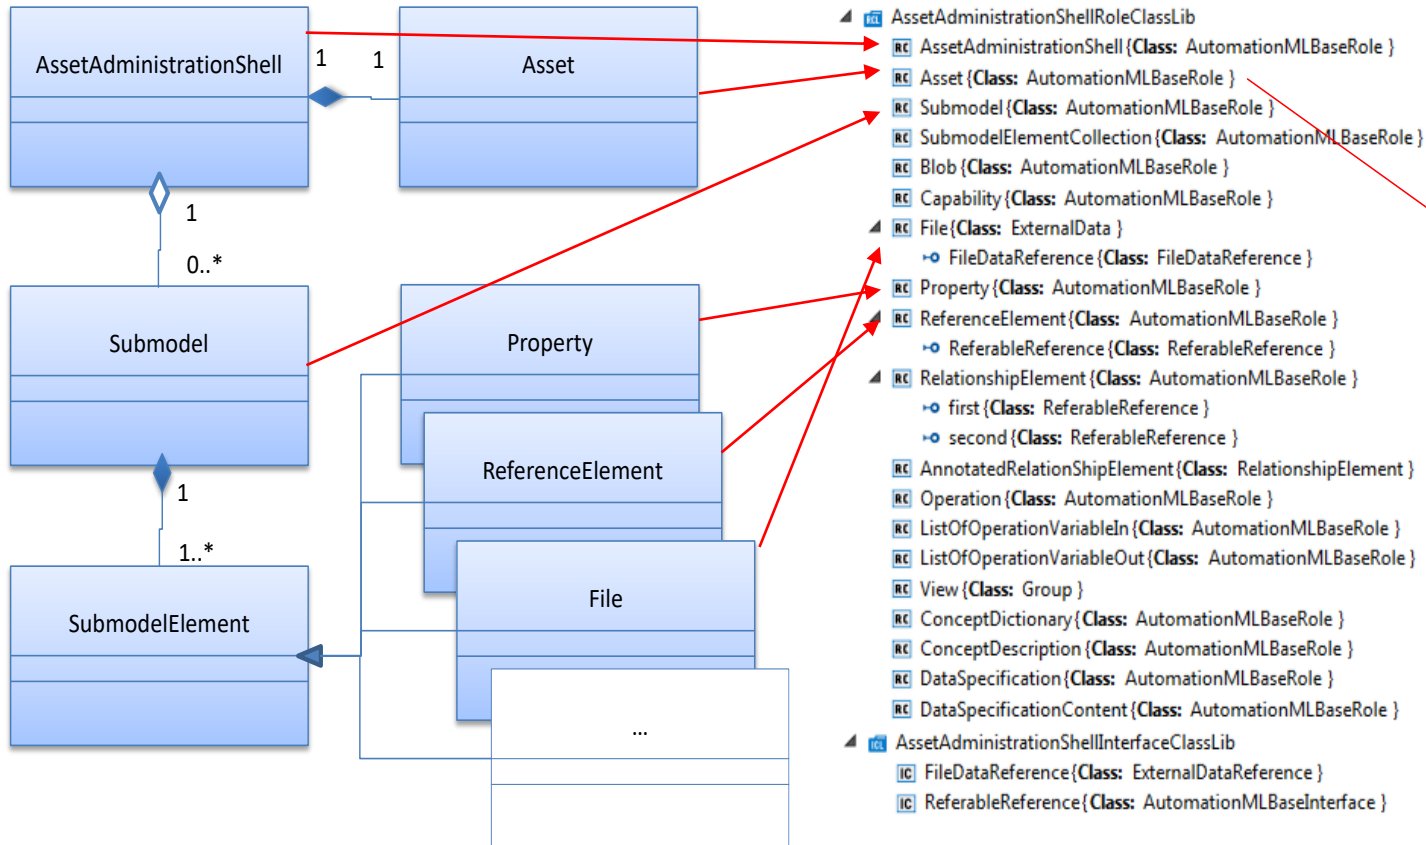 AssetAdministrationShell
1
1
Asset
1
0..*
Submodel
1
1..*
SubmodelElement
Property
ReferenceElement
File
...
AssetAdministrationShellRoleClassLib
AssetAdministrationShell {Class: AutomationMLBaseRole }
Asset {Class: AutomationMLBaseRole }
Submodel {Class: AutomationMLBaseRole }
SubmodelElementCollection {Class: AutomationMLBaseRole }
Blob {Class: AutomationMLBaseRole }
Capability {Class: AutomationMLBaseRole }
File {Class: ExternalData }
FileDataReference {Class: FileDataReference }
Property {Class: AutomationMLBaseRole }
ReferenceElement {Class: AutomationMLBaseRole }
ReferableReference {Class: ReferableReference }
RelationshipElement {Class: AutomationMLBaseRole }
first {Class: ReferableReference }
second {Class: ReferableReference }
AnnotatedRelationShipElement {Class: RelationshipElement }
Operation {Class: AutomationMLBaseRole }
ListOfOperationVariableIn {Class: AutomationMLBaseRole }
ListOfOperationVariableOut {Class: AutomationMLBaseRole }
View {Class: Group }
ConceptDictionary {Class: AutomationMLBaseRole }
ConceptDescription {Class: AutomationMLBaseRole }
DataSpecification {Class: AutomationMLBaseRole }
DataSpecificationContent {Class: AutomationMLBaseRole }
AssetAdministrationShellInterfaceClassLib
FileDataReference {Class: ExternalDataReference }
ReferableReference {Class: AutomationMLBaseInterface }